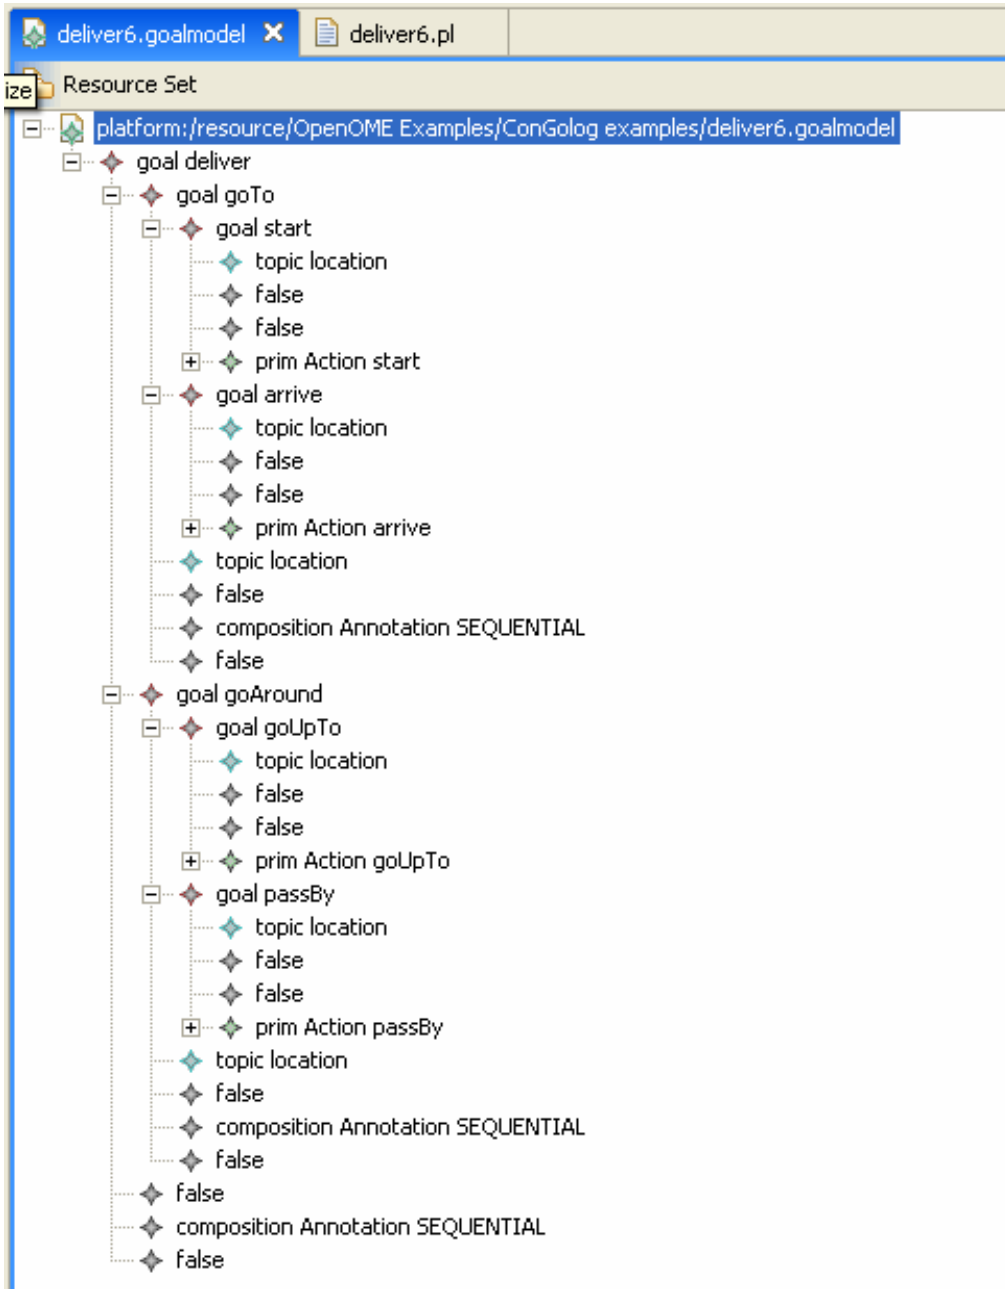 deliver6.goalmodel deliver6.pl
ize Resource Set
platform:/resource/OpenOME Examples/ConGolog examples/deliver6.goalmodel
goal deliver
goal goTo
goal start
topic location
false
false
prim Action start
goal arrive
topic location
false
false
prim Action arrive
topic location
false
composition Annotation SEQUENTIAL
false
goal goAround
goal goUpTo
topic location
false
false
prim Action goUpTo
goal passBy
topic location
false
false
prim Action passBy
topic location
false
composition Annotation SEQUENTIAL
false
false
composition Annotation SEQUENTIAL
false